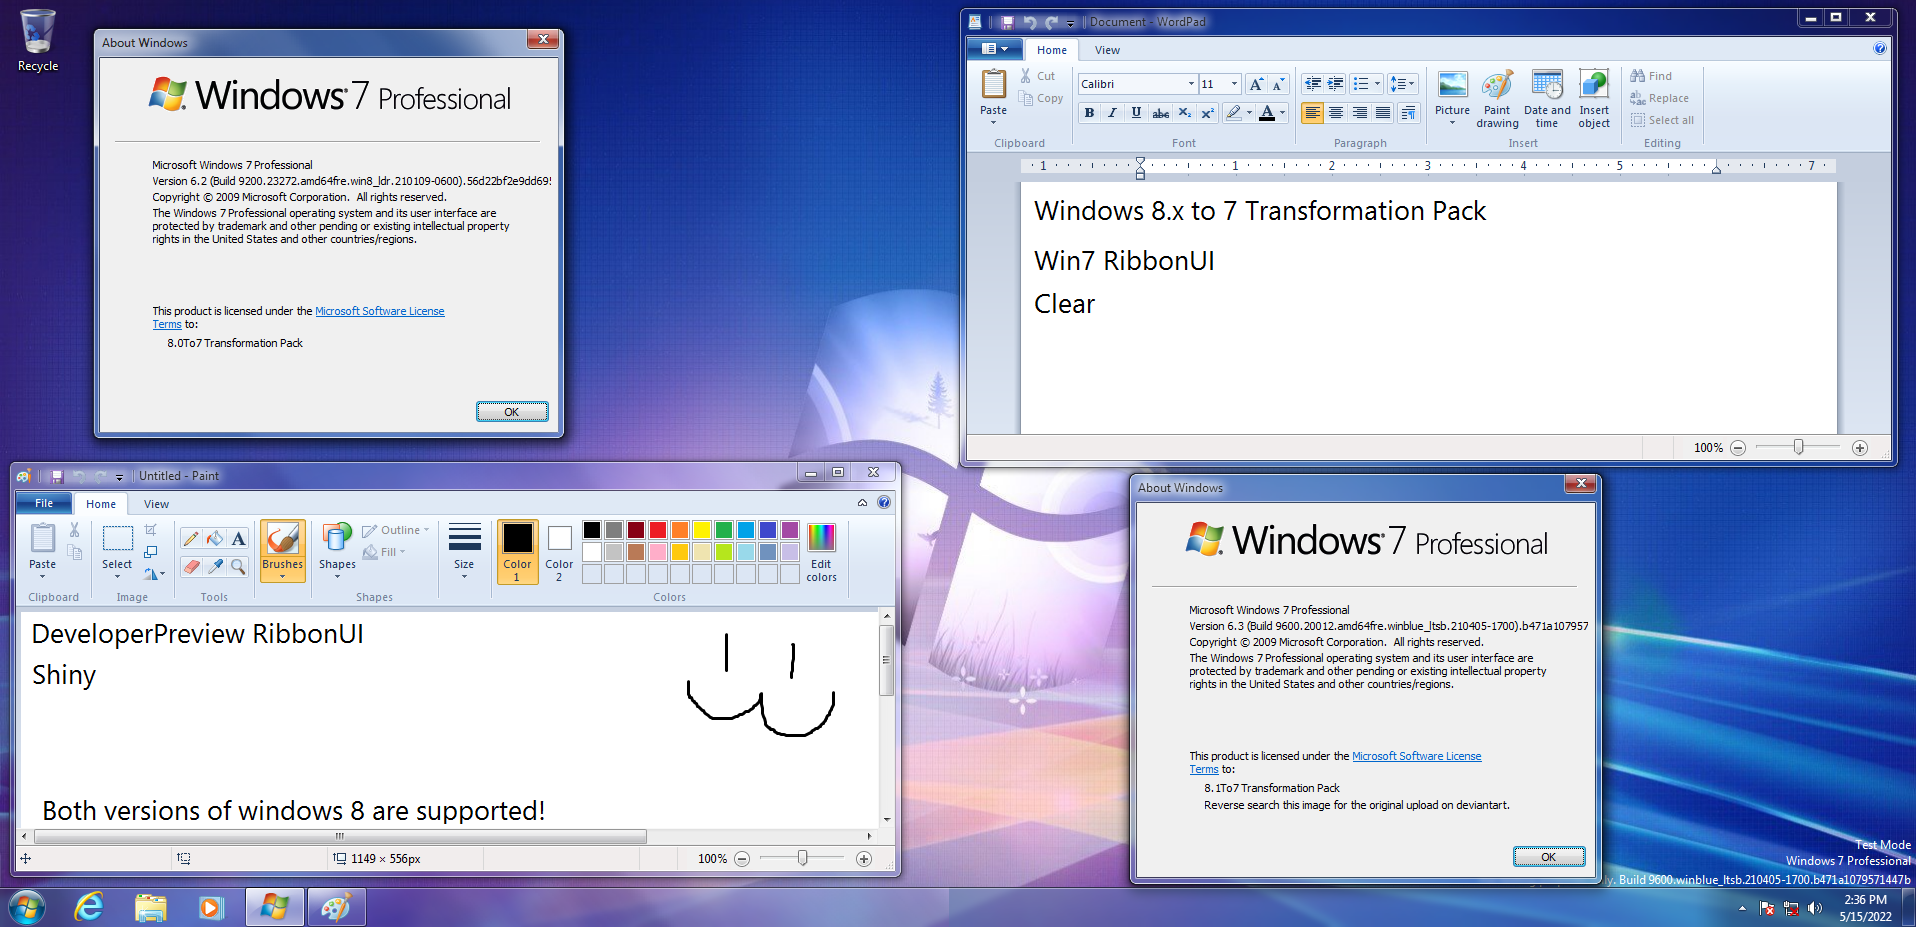 Recycle
About Windows
Windows 7 Professional
Microsoft Windows 7 Professional
Version 6.2 (Build 9200.23272.amd64fre.win8_ldr.210109-0600).56d22bf2e9dd695
Copyright © 2009 Microsoft Corporation. All rights reserved.
The Windows 7 Professional operating system and its user interface are
protected by trademark and other pending or existing intellectual property
rights in the United States and other countries/regions.
This product is licensed under the Microsoft Software License
Terms to:
8.0To7 Transformation Pack
OK
Document - WordPad
Home View
Paste Cut Copy
Clipboard
Calibri 11
B I U abc X₂ X²
Font
Paragraph
Picture
Paint drawing
Date and time
Insert object
Insert
Find
Replace
Select all
Editing
1 1 2 3 4 5 7
Windows 8.x to 7 Transformation Pack
Win7 RibbonUI
Clear
100%
Untitled - Paint
File Home View
Paste
Clipboard
Select
Image
Tools
Brushes
Shapes
Outline
Fill
Shapes
Size
Color 1
Color 2
Edit colors
Colors
DeveloperPreview RibbonUI
Shiny
Both versions of windows 8 are supported!
1149 × 556px
100%
About Windows
Windows 7 Professional
Microsoft Windows 7 Professional
Version 6.3 (Build 9600.20012.amd64fre.winblue_ltsb.210405-1700).b471a107957
Copyright © 2009 Microsoft Corporation. All rights reserved.
The Windows 7 Professional operating system and its user interface are
protected by trademark and other pending or existing intellectual property
rights in the United States and other countries/regions.
This product is licensed under the Microsoft Software License
Terms to:
8.1To7 Transformation Pack
Reverse search this image for the original upload on deviantart.
OK
Test Mode
Windows 7 Professional
Build 9600.winblue_ltsb.210405-1700.b471a1079571447b
2:36 PM
5/15/2022